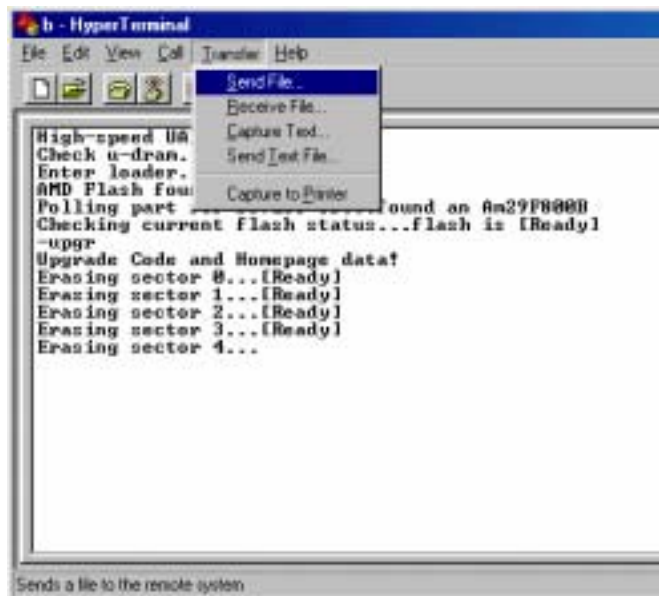 b - HyperTerminal
File Edit View Call Transfer Help
Send File...
Receive File...
Capture Text...
Send Text File...
Capture to Printer
High-speed UA
Check u-dram.
Enter loader.
AMD Flash fou
Polling part found an Am29F800B
Checking current flash status...flash is [Ready]
-upgr
Upgrade Code and Homepage data!
Erasing sector 0...[Ready]
Erasing sector 1...[Ready]
Erasing sector 2...[Ready]
Erasing sector 3...[Ready]
Erasing sector 4...
Sends a file to the remote system